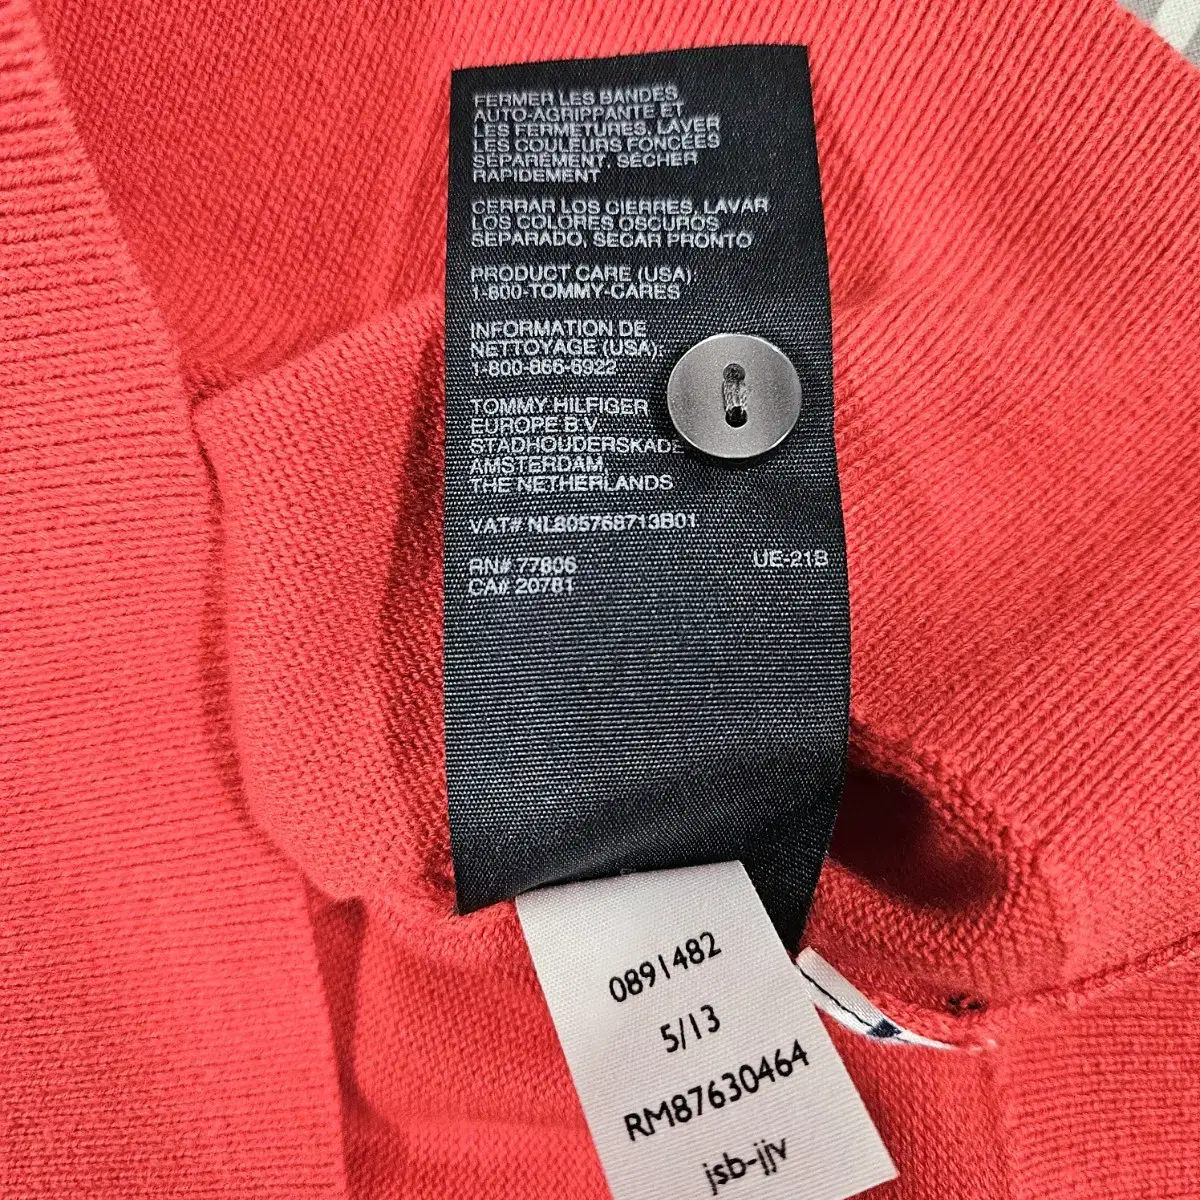 FERMER LES BANDES
AUTO-AGRIPPANTE ET
LES FERMETURES, LAVER
LES COULEURS FONCÉES
SÉPARÉMENT, SÉCHER
RAPIDEMENT
CERRAR LOS CIERRES, LAVAR
LOS COLORES OSCUROS
SEPARADO, SECAR PRONTO
PRODUCT CARE (USA)
1-800-TOMMY-CARES
INFORMATION DE
NETTOYAGE (USA):
1-800-866-6922
TOMMY HILFIGER
EUROPE B.V
STADHOUDERSKADE
AMSTERDAM,
THE NETHERLANDS
VAT# NL805768713B01
RN# 77806 UE-21B
CA# 20781
0891482
5/13
RM87630464
jsb-jjv